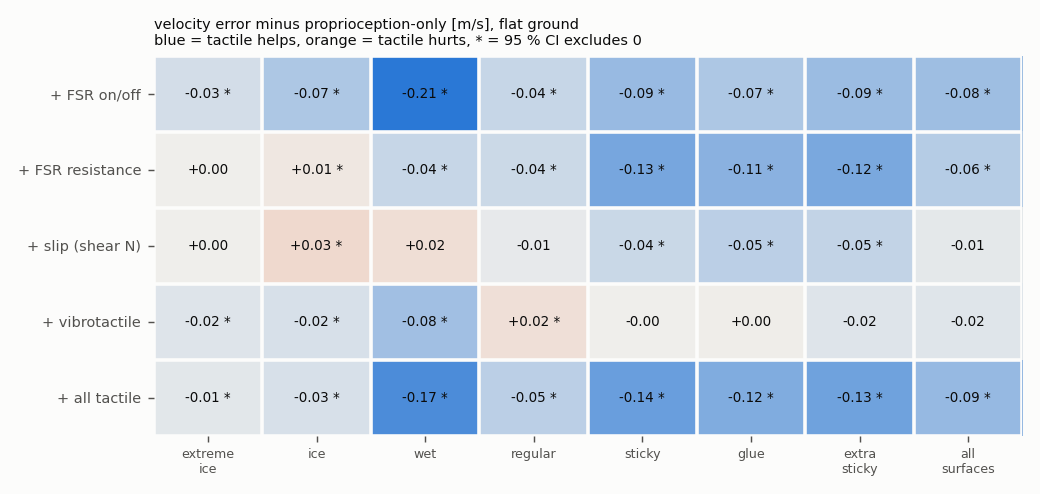 velocity error minus proprioception-only [m/s], flat ground
blue = tactile helps, orange = tactile hurts, * = 95 % CI excludes 0
+ FSR on/off -0.03 * -0.07 * -0.21 * -0.04 * -0.09 * -0.07 * -0.09 * -0.08 *
+ FSR resistance +0.00 +0.01 * -0.04 * -0.04 * -0.13 * -0.11 * -0.12 * -0.06 *
+ slip (shear N) +0.00 +0.03 * +0.02 -0.01 -0.04 * -0.05 * -0.05 * -0.01
+ vibrotactile -0.02 * -0.02 * -0.08 * +0.02 * -0.00 +0.00 -0.02 -0.02
+ all tactile -0.01 * -0.03 * -0.17 * -0.05 * -0.14 * -0.12 * -0.13 * -0.09 *
extreme ice wet regular sticky glue extra all
ice sticky surfaces